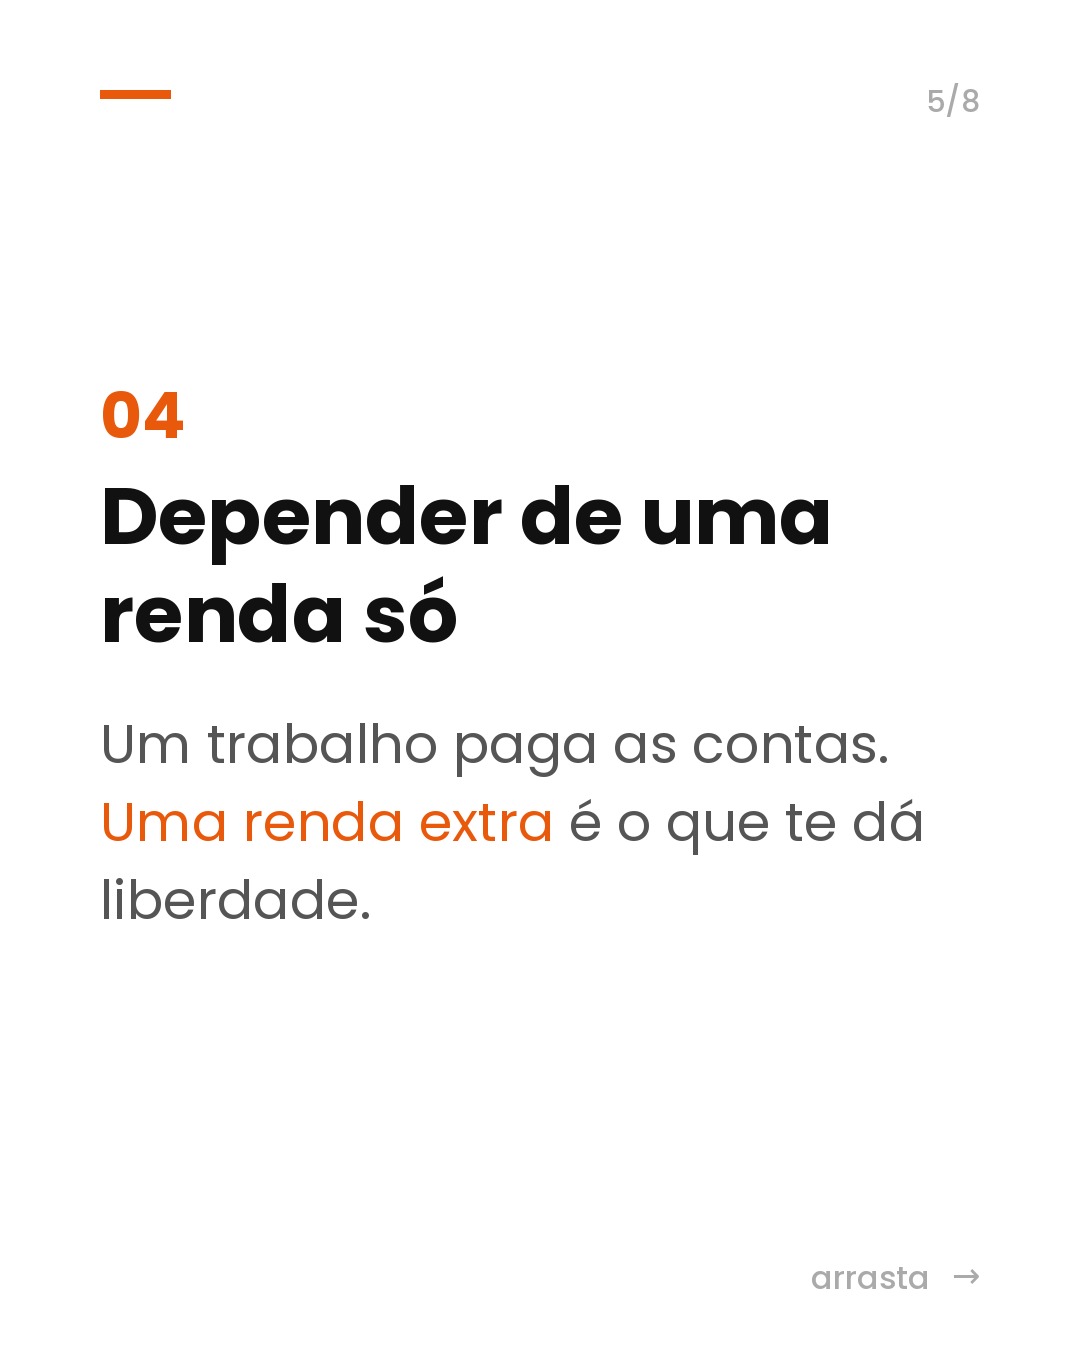 5/8
04
Depender de uma
renda só
Um trabalho paga as contas.
Uma renda extra é o que te dá
liberdade.
arrasta →